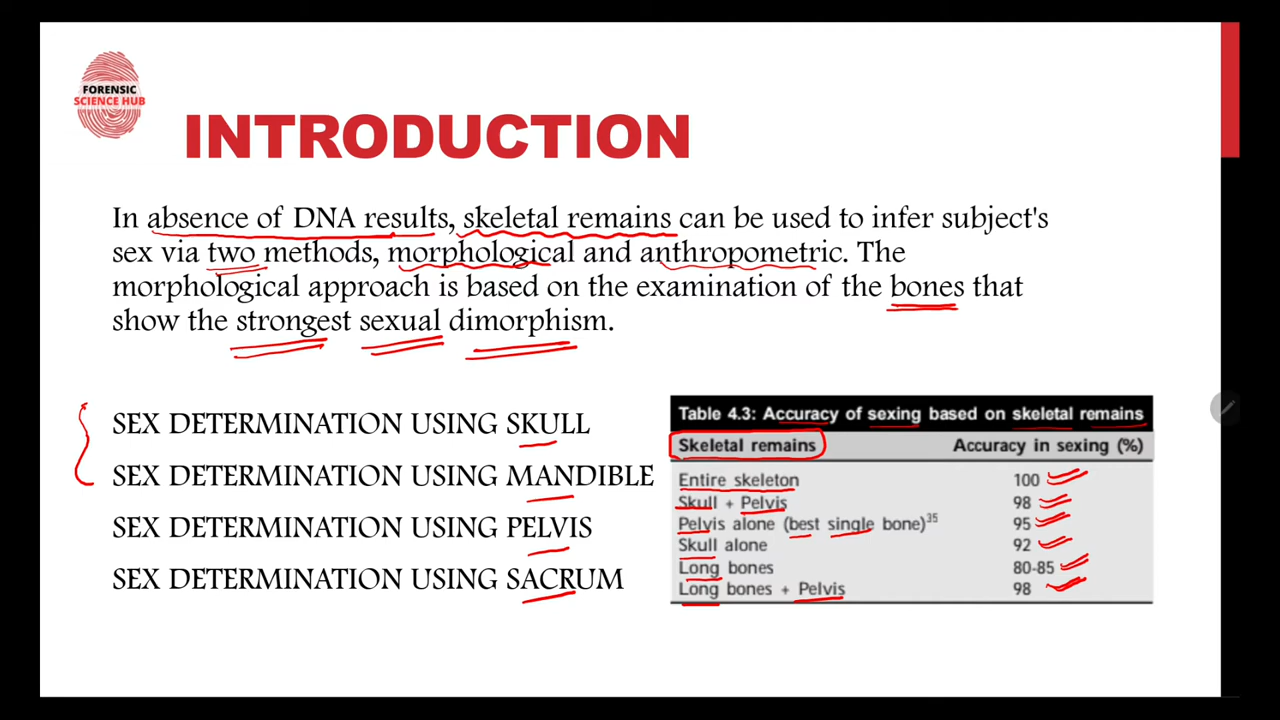 FORENSIC
SCIENCE HUB
INTRODUCTION
In absence of DNA results, skeletal remains can be used to infer subject's
sex via two methods, morphological and anthropometric. The
morphological approach is based on the examination of the bones that
show the strongest sexual dimorphism.
SEX DETERMINATION USING SKULL
SEX DETERMINATION USING MANDIBLE
SEX DETERMINATION USING PELVIS
SEX DETERMINATION USING SACRUM
Table 4.3: Accuracy of sexing based on skeletal remains
Skeletal remains Accuracy in sexing (%)
Entire skeleton 100
Skull + Pelvis 98
Pelvis alone (best single bone)35 95
Skull alone 92
Long bones 80-85
Long bones + Pelvis 98